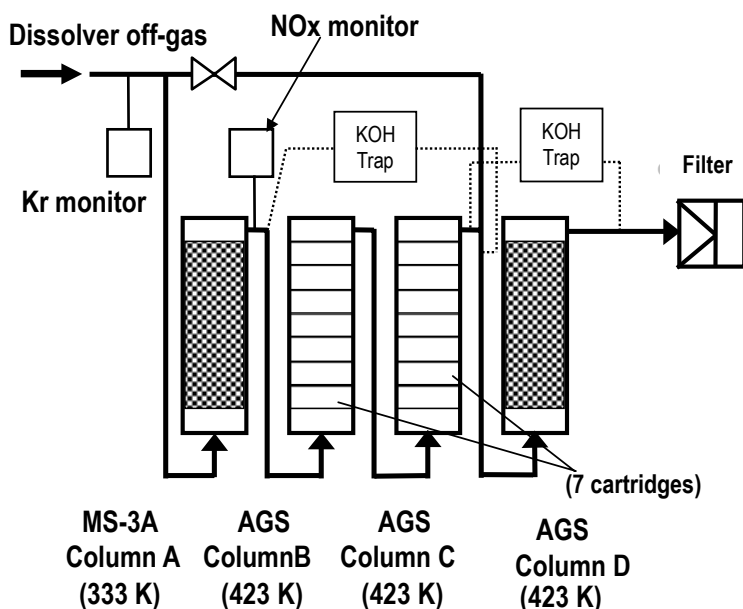 NOx monitor
Dissolver off-gas
KOH
Trap
KOH
Trap
Filter
Kr monitor
(7 cartridges)
MS-3A
Column A
(333 K)
AGS
ColumnB
(423 K)
AGS
Column C
(423 K)
AGS
Column D
(423 K)